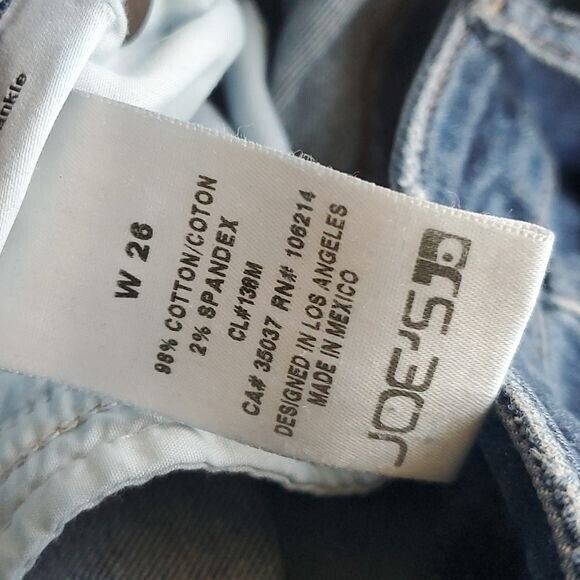 ankle
W 26
98% COTTON/COTON
2% SPANDEX
CL#138M
CA# 35037 RN# 106214
DESIGNED IN LOS ANGELES
MADE IN MEXICO
JOE'S